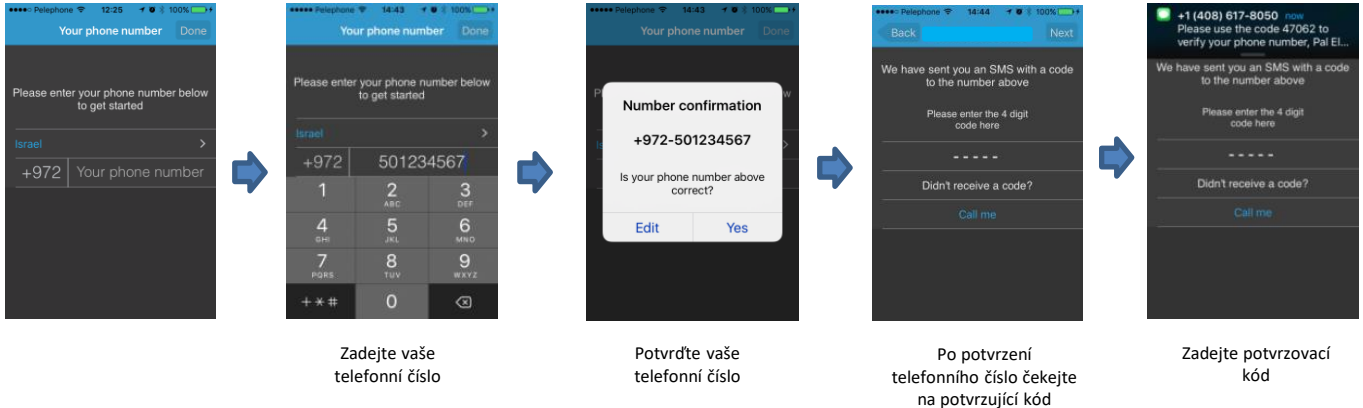 Pelephone 12:25 100%
Your phone number Done
Please enter your phone number below
to get started
Israel
+972 Your phone number
Pelephone 14:43 100%
Your phone number Done
Please enter your phone number below
to get started
Israel
+972 501234567
1 2 3
ABC DEF
4 5 6
GHI JKL MNO
7 8 9
PQRS TUV WXYZ
+*# 0
Zadejte vaše
telefonní číslo
Pelephone 14:43 100%
Your phone number Done
Number confirmation
+972-501234567
Is your phone number above
correct?
Edit Yes
Potvrďte vaše
telefonní číslo
Pelephone 14:44 100%
Back Next
We have sent you an SMS with a code
to the number above
Please enter the 4 digit
code here
- - - - -
Didn't receive a code?
Call me
Po potvrzení
telefonního číslo čekejte
na potvrzující kód
+1 (408) 617-8050 now
Please use the code 47062 to
verify your phone number, Pal El...
We have sent you an SMS with a code
to the number above
Please enter the 4 digit
code here
- - - - -
Didn't receive a code?
Call me
Zadejte potvrzovací
kód